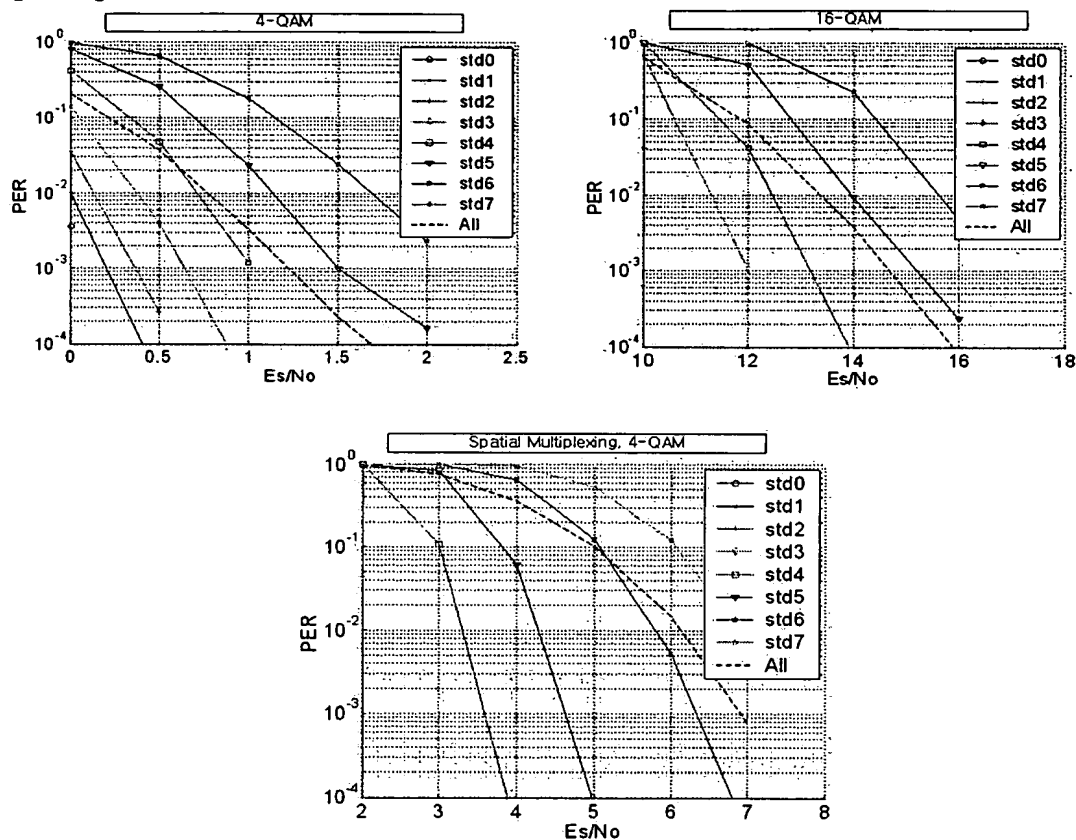 4-QAM
10^0
10^-1
10^-2
10^-3
10^-4
PER
0
0.5
1
1.5
2
2.5
Es/No
std0
std1
std2
std3
std4
std5
std6
std7
All
16-QAM
10^0
10^-1
10^-2
10^-3
10^-4
PER
10
12
14
16
18
Es/No
std0
std1
std2
std3
std4
std5
std6
std7
All
Spatial Multiplexing, 4-QAM
10^0
10^-1
10^-2
10^-3
10^-4
PER
2
3
4
5
6
7
8
Es/No
std0
std1
std2
std3
std4
std5
std6
std7
All